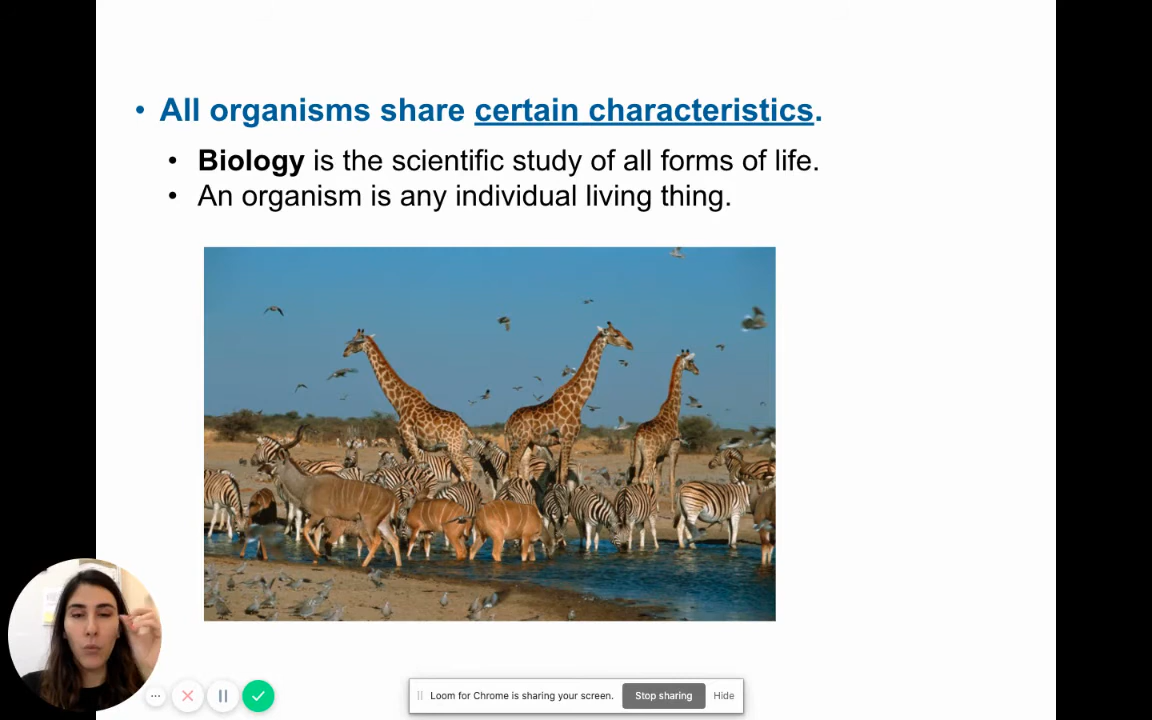 • All organisms share certain characteristics.
• Biology is the scientific study of all forms of life.
• An organism is any individual living thing.
Loom for Chrome is sharing your screen. Stop sharing Hide